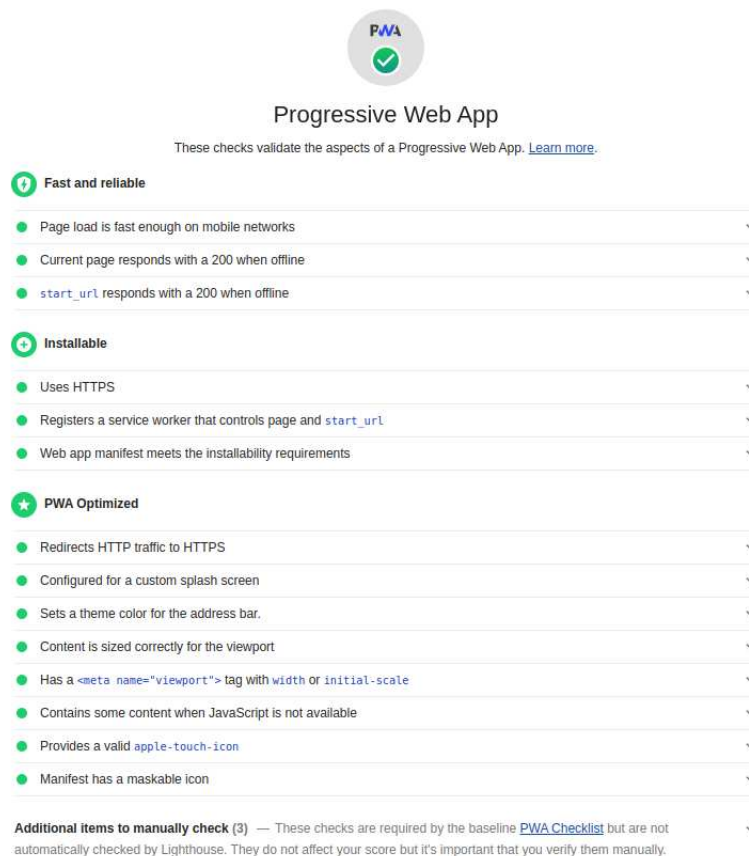 PWA
Progressive Web App
These checks validate the aspects of a Progressive Web App. Learn more.
Fast and reliable
Page load is fast enough on mobile networks
Current page responds with a 200 when offline
start_url responds with a 200 when offline
Installable
Uses HTTPS
Registers a service worker that controls page and start_url
Web app manifest meets the installability requirements
PWA Optimized
Redirects HTTP traffic to HTTPS
Configured for a custom splash screen
Sets a theme color for the address bar.
Content is sized correctly for the viewport
Has a <meta name="viewport"> tag with width or initial-scale
Contains some content when JavaScript is not available
Provides a valid apple-touch-icon
Manifest has a maskable icon
Additional items to manually check (3) — These checks are required by the baseline PWA Checklist but are not
automatically checked by Lighthouse. They do not affect your score but it's important that you verify them manually.